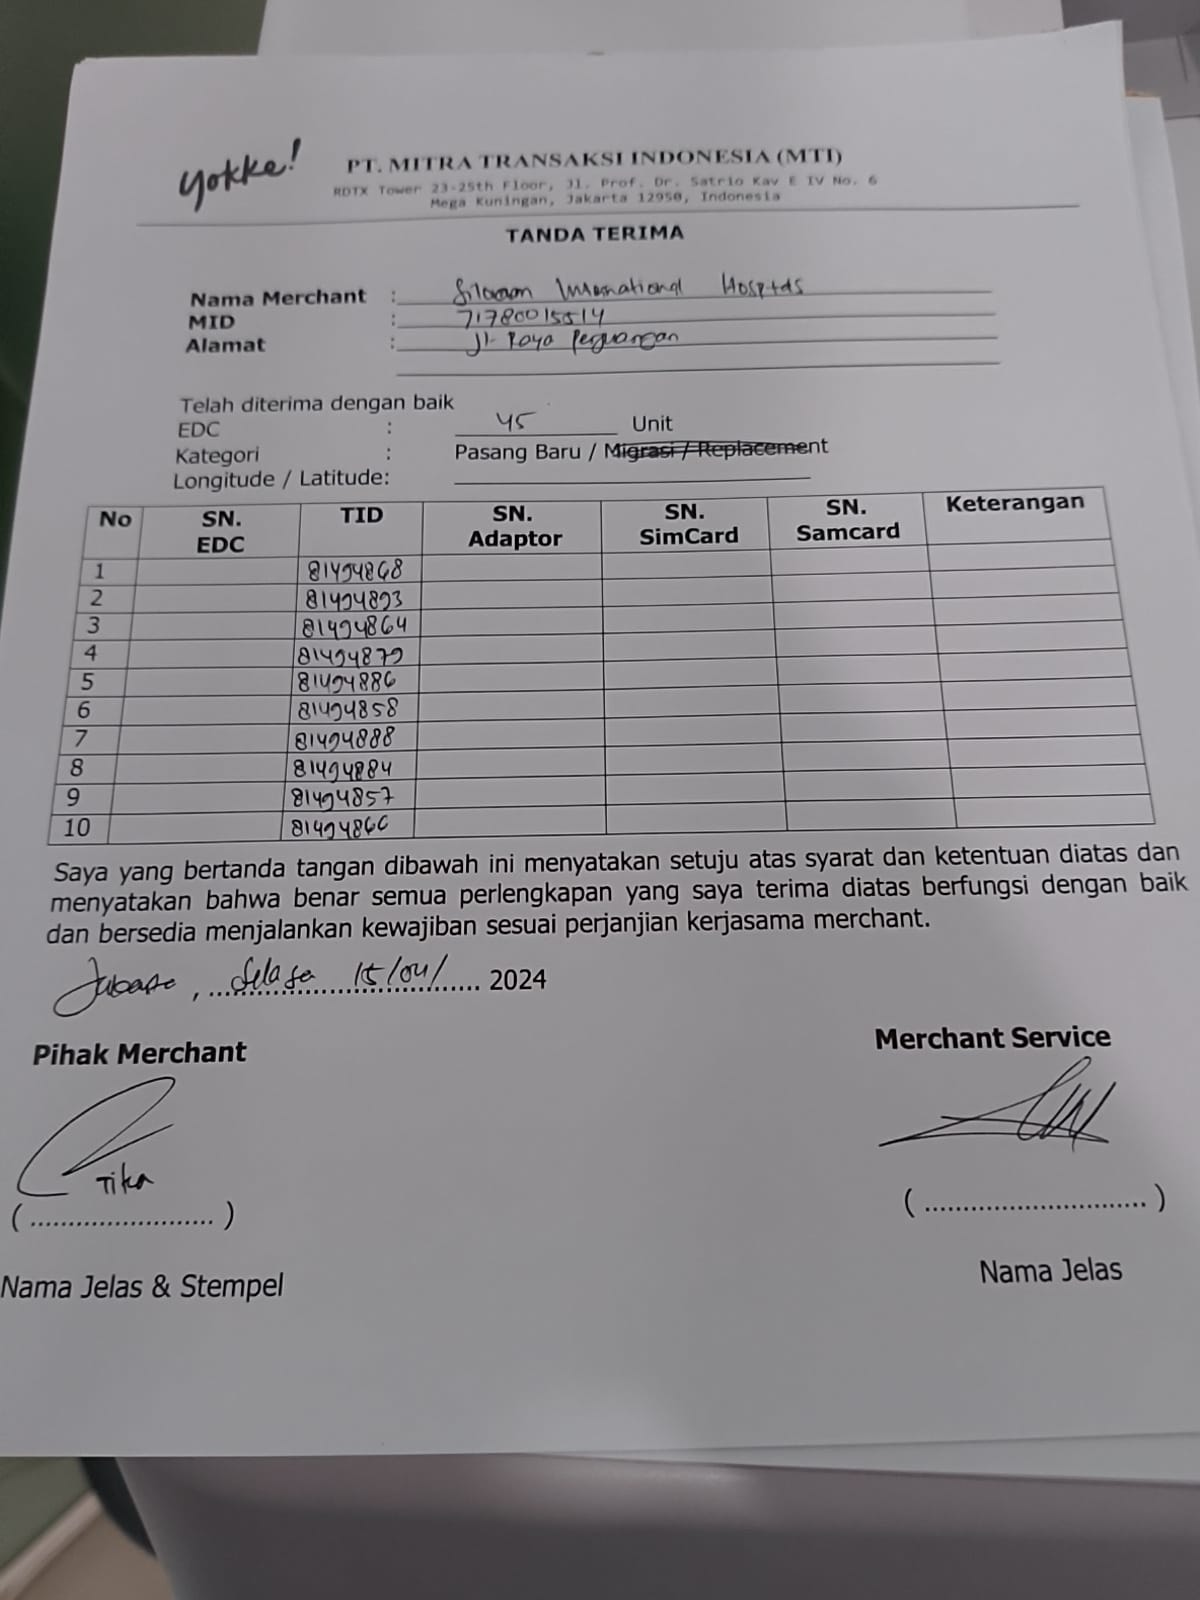 yokke!
PT. MITRA TRANSAKSI INDONESIA (MTI)
RDTX Tower 23-25th Floor, Jl. Prof. Dr. Satrio Kav E IV No. 6
Mega Kuningan, Jakarta 12950, Indonesia
TANDA TERIMA
Nama Merchant : International
MID : 71780015514
Alamat : Jl. Raya
Telah diterima dengan baik
EDC : 45 Unit
Kategori : Pasang Baru / Migrasi / Replacement
Longitude / Latitude:
No SN. EDC TID SN. Adaptor SN. SimCard SN. Samcard Keterangan
1 81494868
2 81494893
3 81494864
4 81494879
5 81494886
6 81494858
7 81494888
8 81494884
9 81494857
10 81494866
Saya yang bertanda tangan dibawah ini menyatakan setuju atas syarat dan ketentuan diatas dan
menyatakan bahwa benar semua perlengkapan yang saya terima diatas berfungsi dengan baik
dan bersedia menjalankan kewajiban sesuai perjanjian kerjasama merchant.
, Selasa 15/04/ 2024
Pihak Merchant Merchant Service
Tika
( ........................ ) ( ............................. )
Nama Jelas & Stempel Nama Jelas